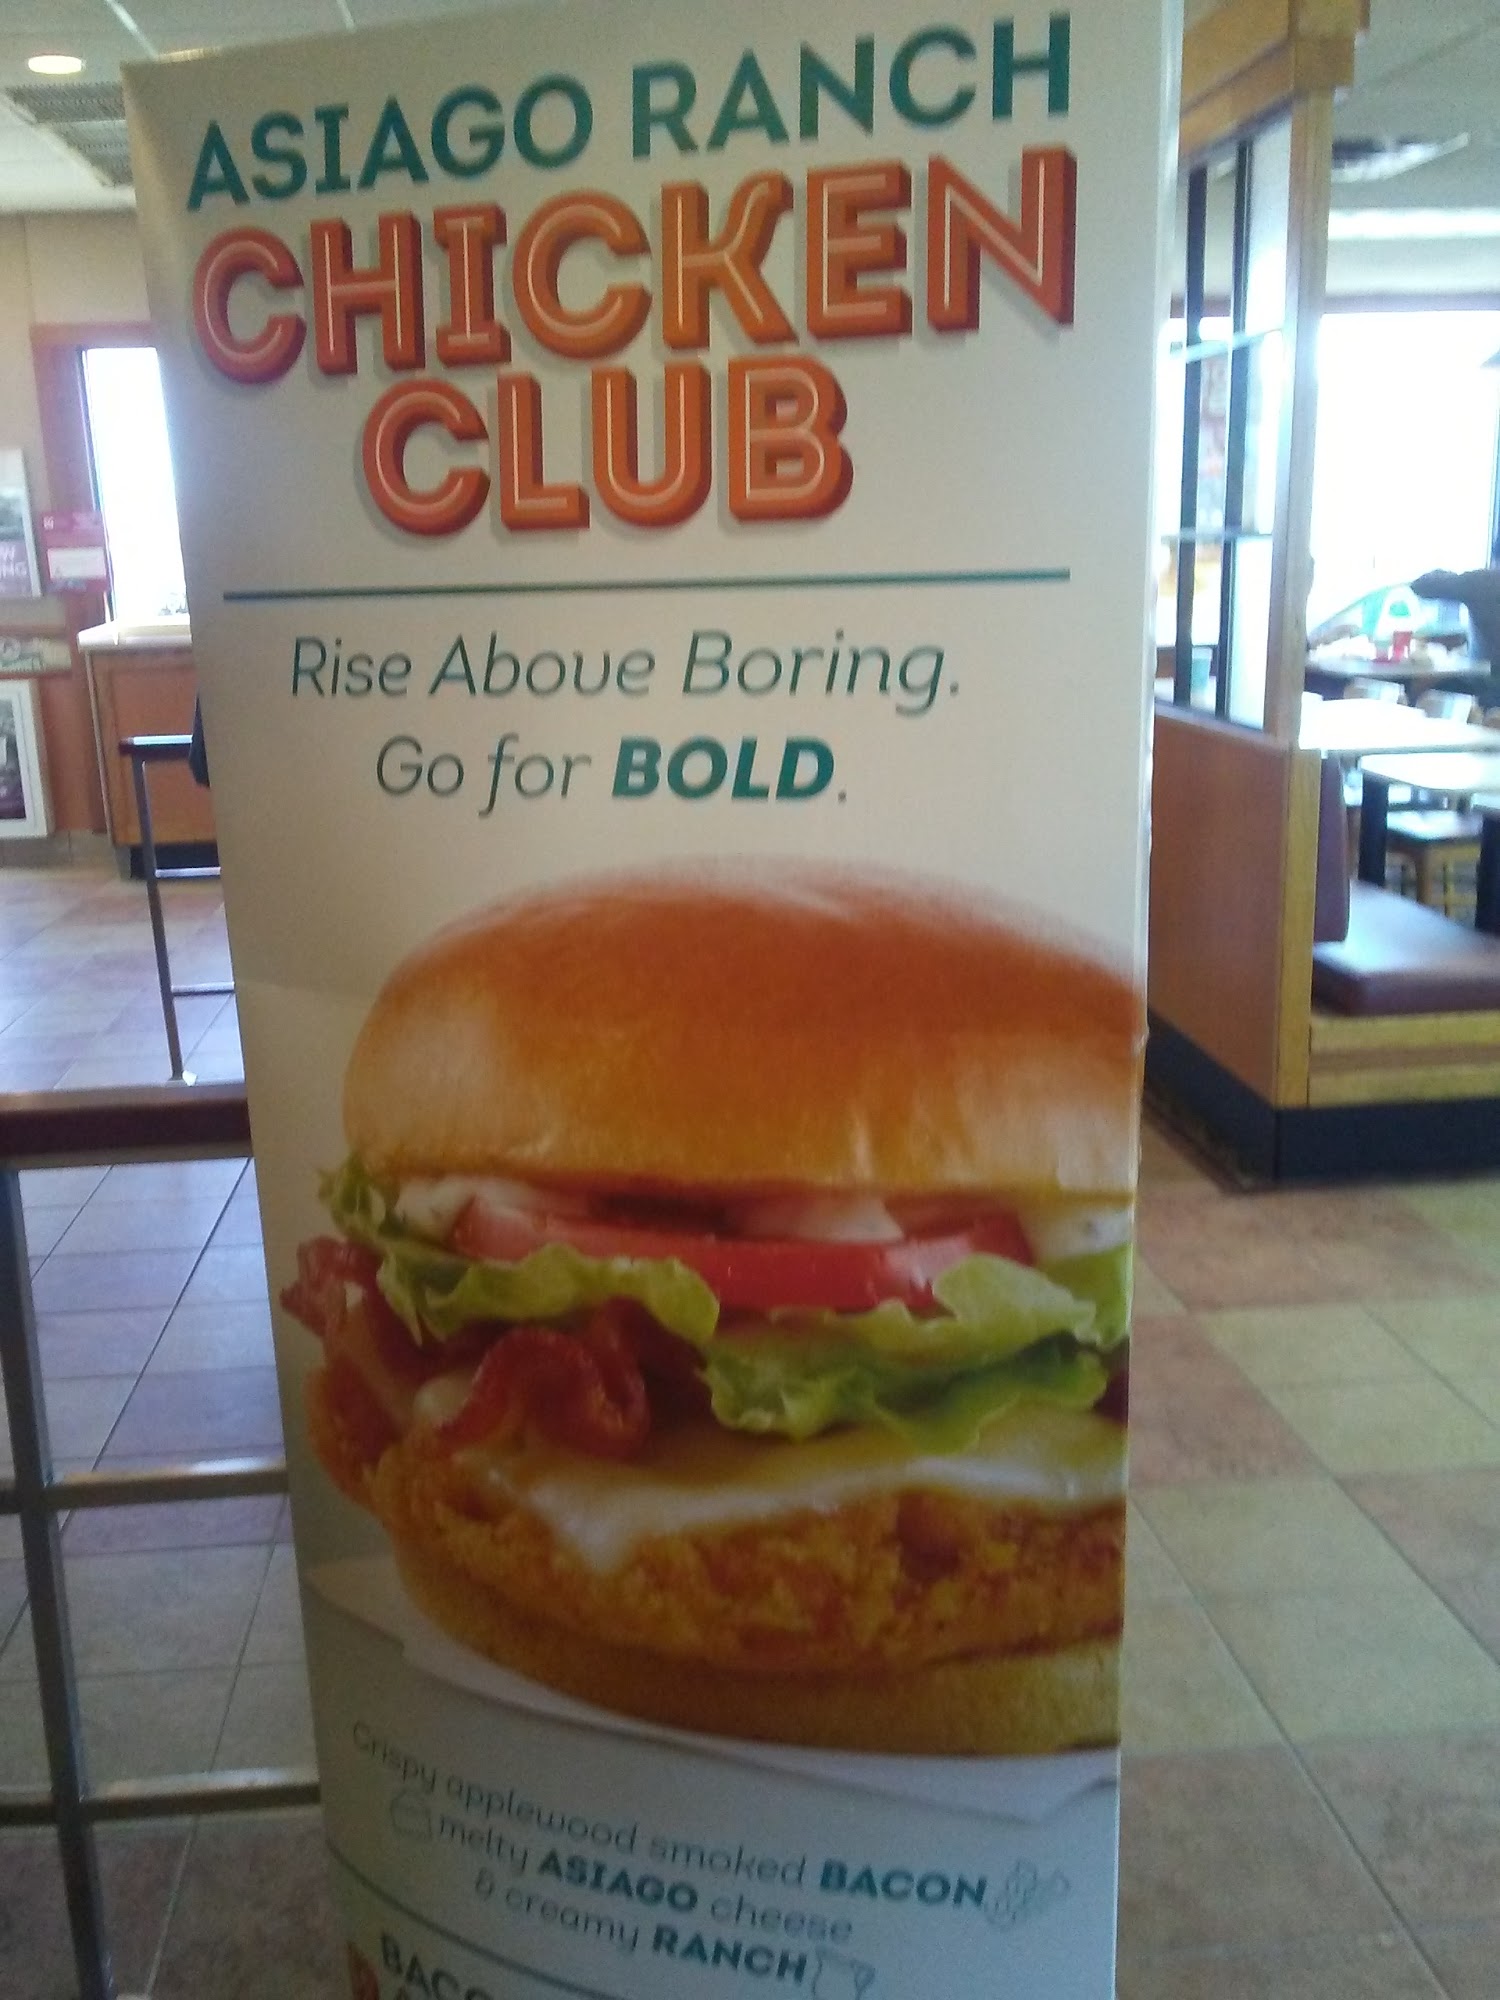 ASIAGO RANCH
CHICKEN
CLUB
Rise Above Boring.
Go for BOLD.
Crispy applewood smoked BACON
melty ASIAGO cheese
& creamy RANCH